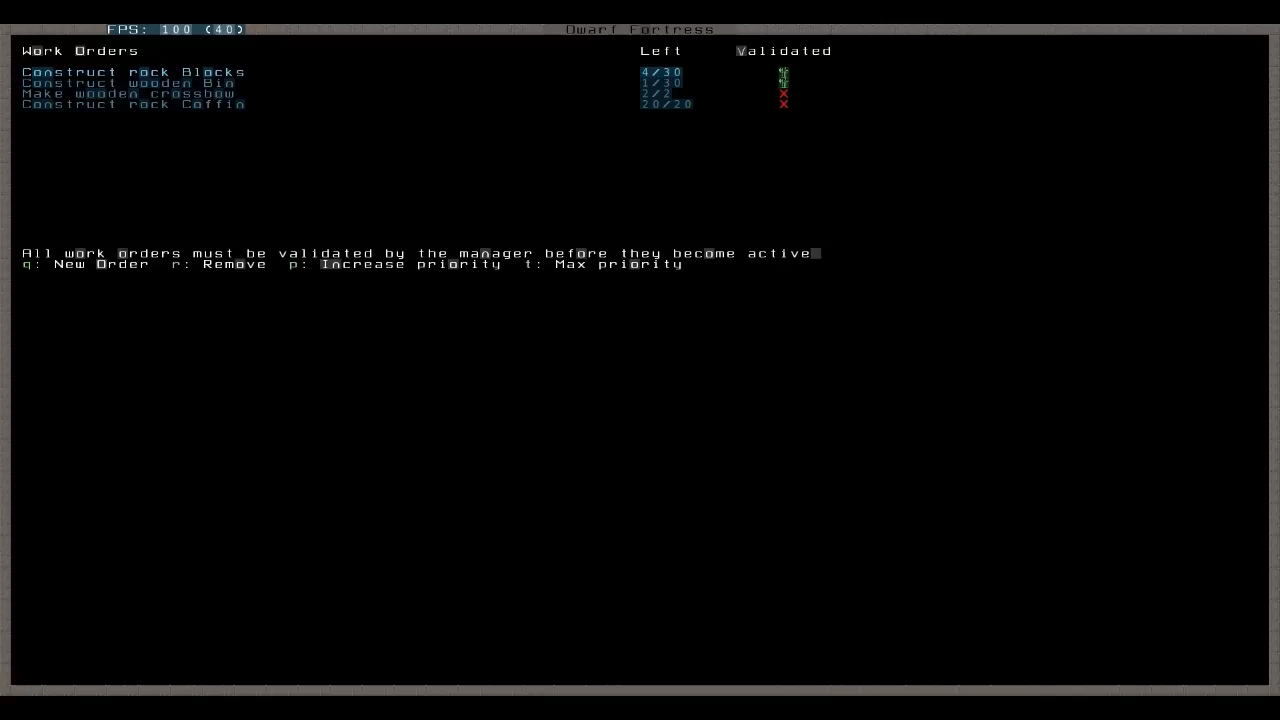 FPS: 100 (40) Dwarf Fortress
Work Orders Left Validated
Construct rock Blocks 4/30
Construct wooden Bin 1/30
Make wooden crossbow 2/2
Construct rock Coffin 20/20
All work orders must be validated by the manager before they become active
q: New Order r: Remove p: Increase priority t: Max priority